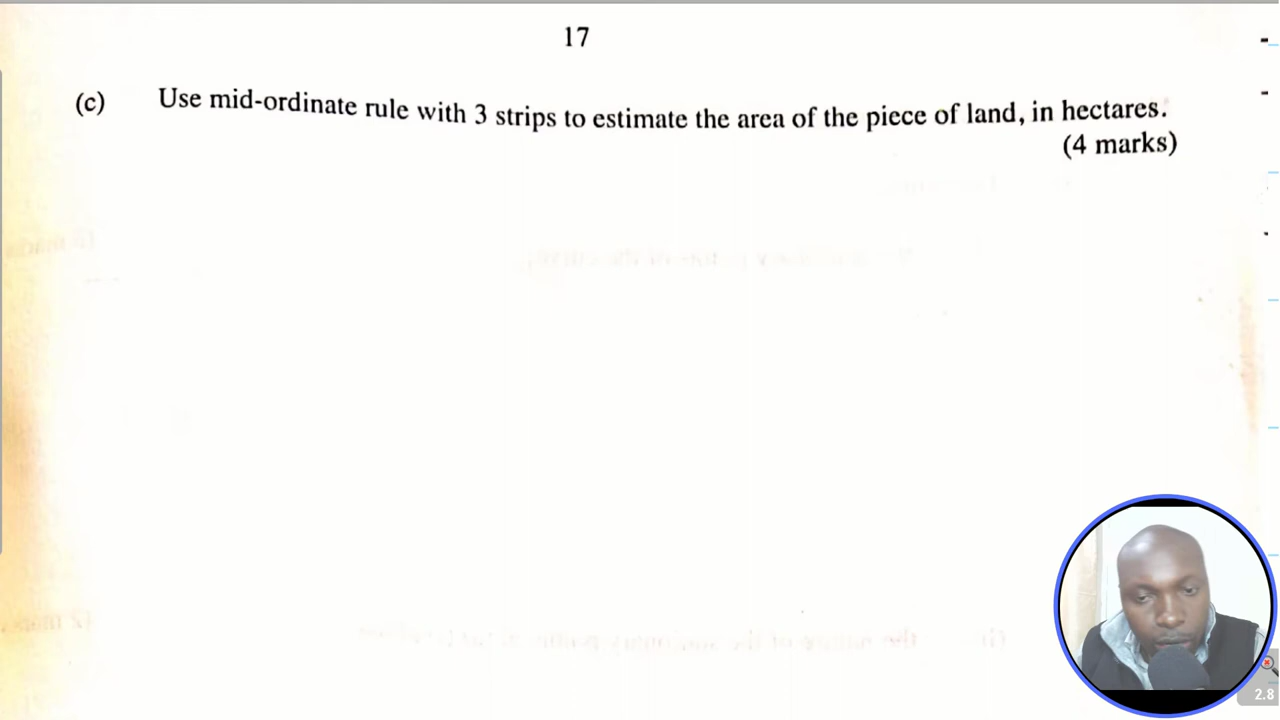 17
(c) Use mid-ordinate rule with 3 strips to estimate the area of the piece of land, in hectares.
(4 marks)
2.8